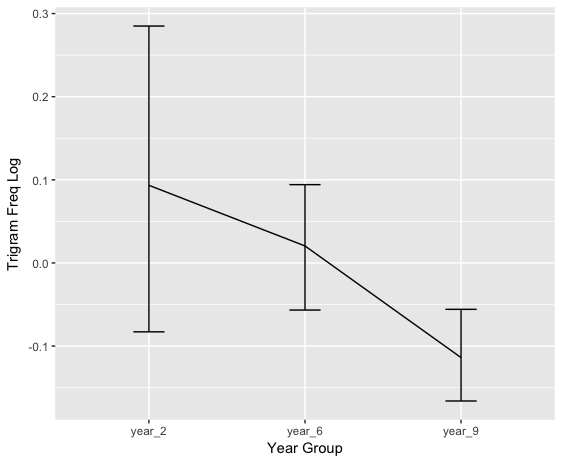 0.3
0.2
0.1
0.0
-0.1
Trigram Freq Log
year_2 year_6 year_9
Year Group